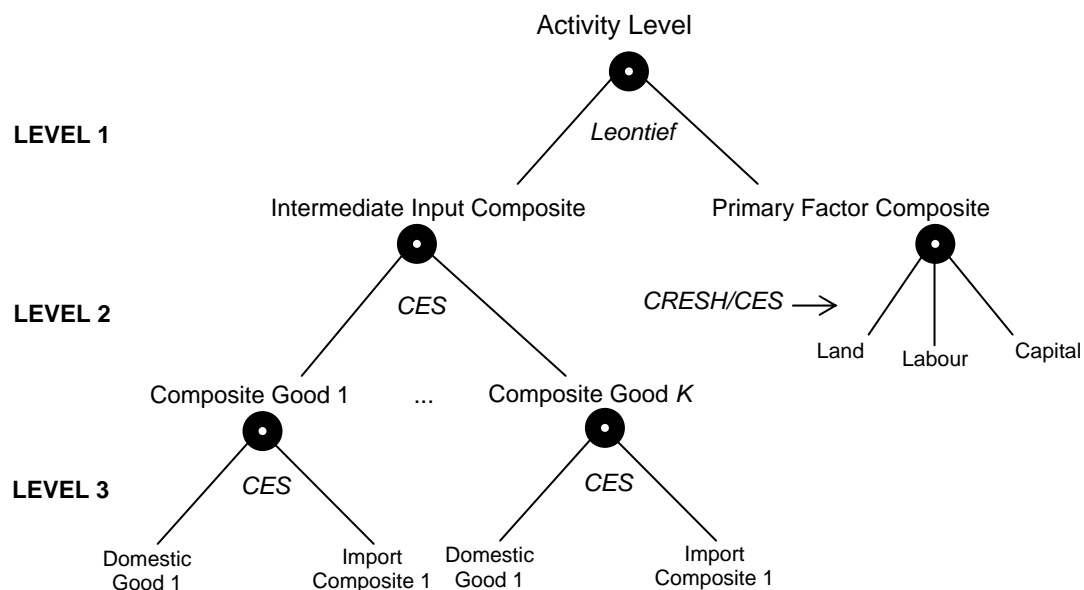 Activity Level
LEVEL 1
Leontief
Intermediate Input Composite
Primary Factor Composite
LEVEL 2
CES
CRESH/CES
Land
Labour
Capital
Composite Good 1
...
Composite Good K
LEVEL 3
CES
CES
Domestic
Good 1
Import
Composite 1
Domestic
Good 1
Import
Composite 1